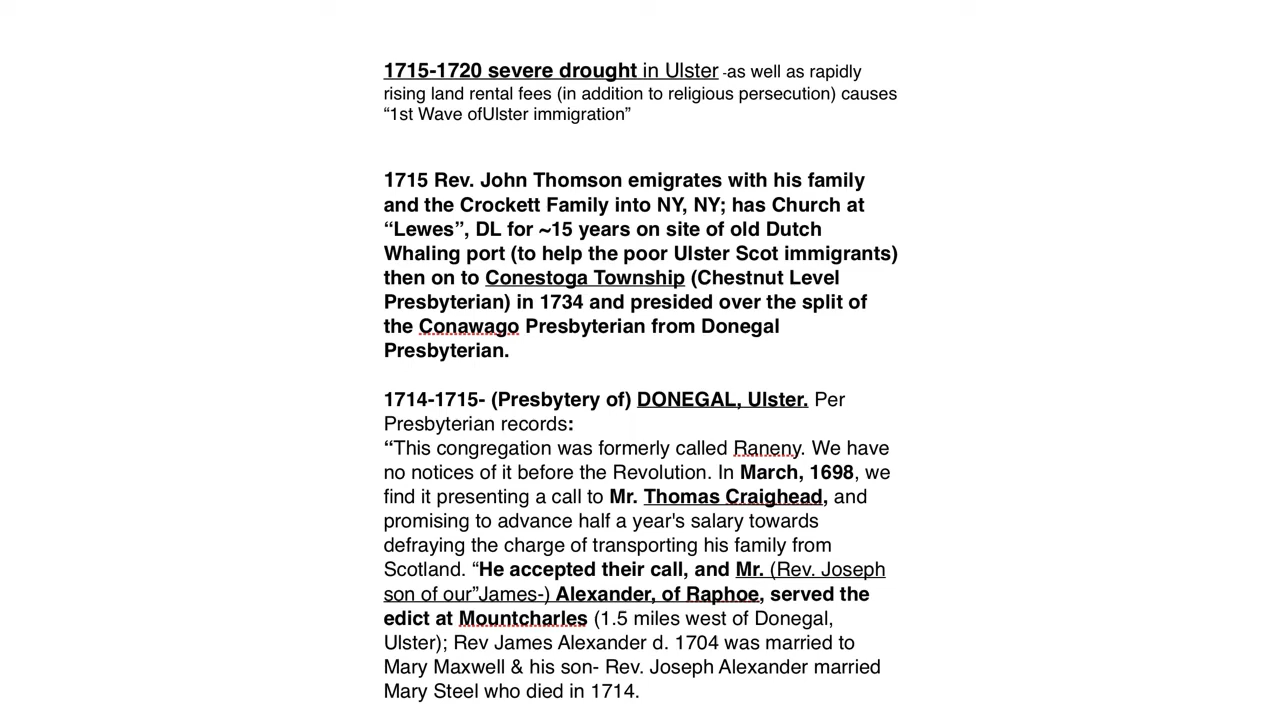 1715-1720 severe drought in Ulster -as well as rapidly
rising land rental fees (in addition to religious persecution) causes
“1st Wave ofUlster immigration”
1715 Rev. John Thomson emigrates with his family
and the Crockett Family into NY, NY; has Church at
“Lewes”, DL for ~15 years on site of old Dutch
Whaling port (to help the poor Ulster Scot immigrants)
then on to Conestoga Township (Chestnut Level
Presbyterian) in 1734 and presided over the split of
the Conawago Presbyterian from Donegal
Presbyterian.
1714-1715- (Presbytery of) DONEGAL, Ulster. Per
Presbyterian records:
“This congregation was formerly called Raneny. We have
no notices of it before the Revolution. In March, 1698, we
find it presenting a call to Mr. Thomas Craighead, and
promising to advance half a year's salary towards
defraying the charge of transporting his family from
Scotland. “He accepted their call, and Mr. (Rev. Joseph
son of our”James-) Alexander, of Raphoe, served the
edict at Mountcharles (1.5 miles west of Donegal,
Ulster); Rev James Alexander d. 1704 was married to
Mary Maxwell & his son- Rev. Joseph Alexander married
Mary Steel who died in 1714.